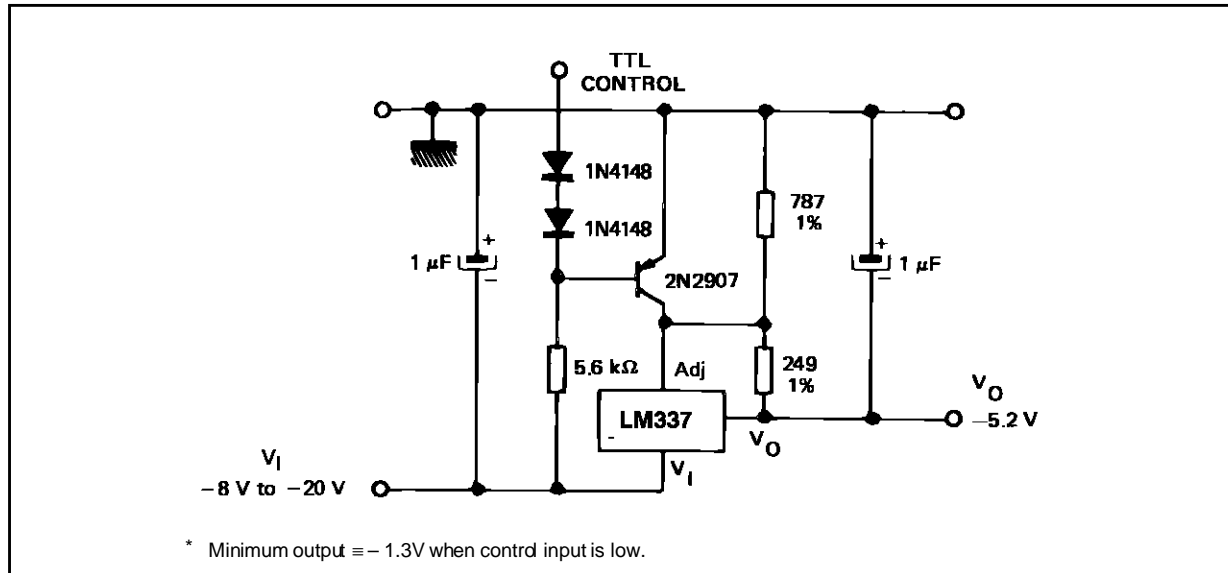 TTL
CONTROL
1N4148
1N4148
787
1%
+
1 μF
−
2N2907
+
1 μF
−
5.6 kΩ
Adj
249
1%
LM337
-
V_O
V_O
−5.2 V
V_I
V_I
−8 V to −20 V
* Minimum output ≡ – 1.3V when control input is low.